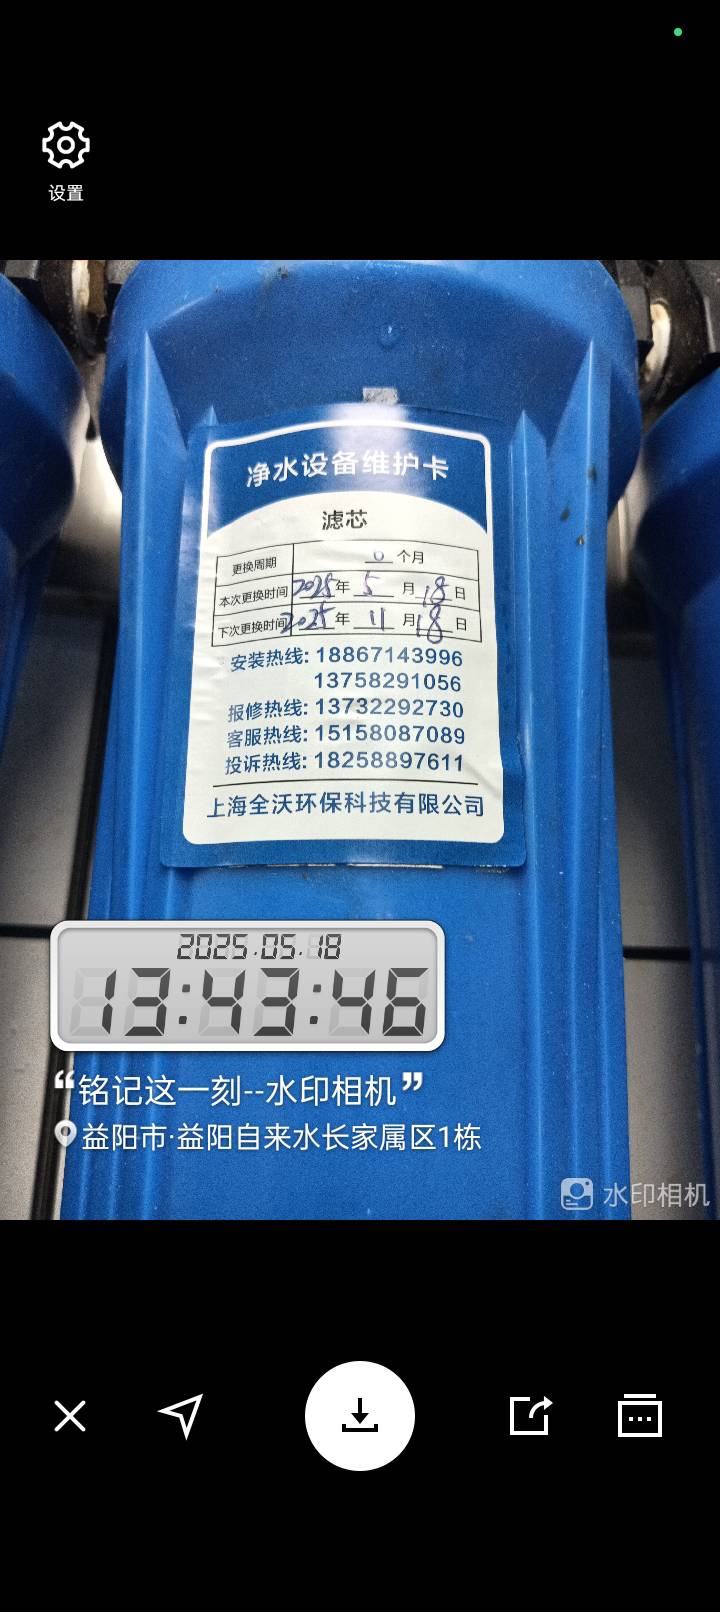 设置
净水设备维护卡
滤芯
更换周期 6 个月
本次更换时间 2025 年 5 月 18 日
下次更换时间 2025 年 11 月 18 日
安装热线: 18867143996
13758291056
报修热线: 13732292730
客服热线: 15158087089
投诉热线: 18258897611
上海全沃环保科技有限公司
2025.05.18
13:43:46
“铭记这一刻--水印相机”
益阳市·益阳自来水长家属区1栋
水印相机